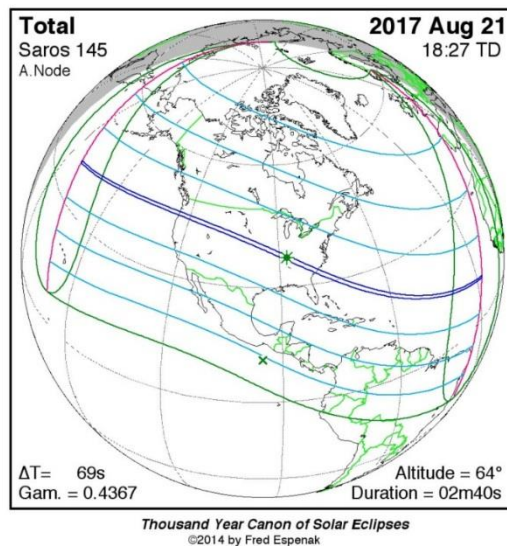 Total
2017 Aug 21
Saros 145
18:27 TD
A.Node
ΔT= 69s
Altitude = 64°
Gam. = 0.4367
Duration = 02m40s
Thousand Year Canon of Solar Eclipses
©2014 by Fred Espenak